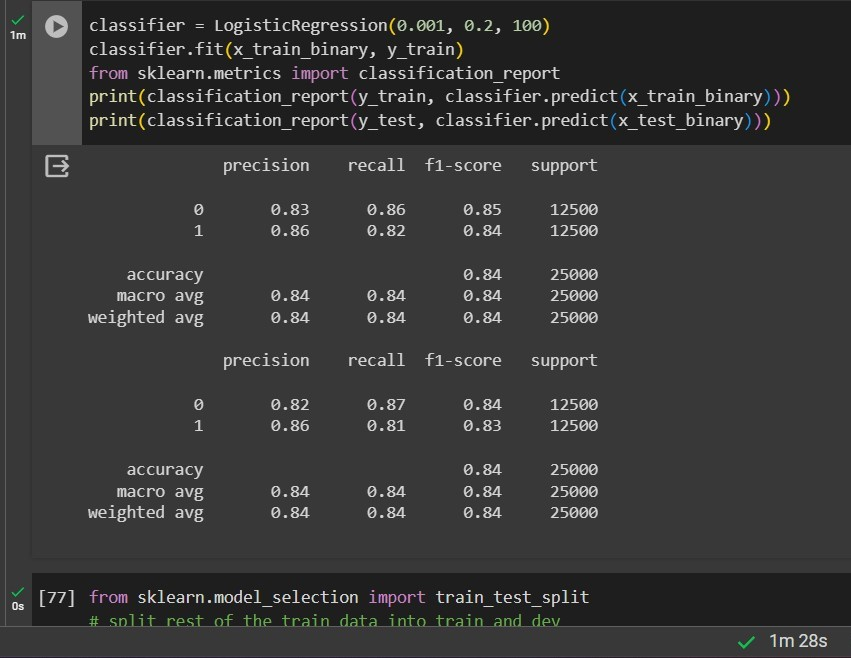 1m
classifier = LogisticRegression(0.001, 0.2, 100)
classifier.fit(x_train_binary, y_train)
from sklearn.metrics import classification_report
print(classification_report(y_train, classifier.predict(x_train_binary)))
print(classification_report(y_test, classifier.predict(x_test_binary)))
precision recall f1-score support
0 0.83 0.86 0.85 12500
1 0.86 0.82 0.84 12500
accuracy 0.84 25000
macro avg 0.84 0.84 0.84 25000
weighted avg 0.84 0.84 0.84 25000
precision recall f1-score support
0 0.82 0.87 0.84 12500
1 0.86 0.81 0.83 12500
accuracy 0.84 25000
macro avg 0.84 0.84 0.84 25000
weighted avg 0.84 0.84 0.84 25000
0s
[77] from sklearn.model_selection import train_test_split
# split rest of the train data into train and dev
1m 28s